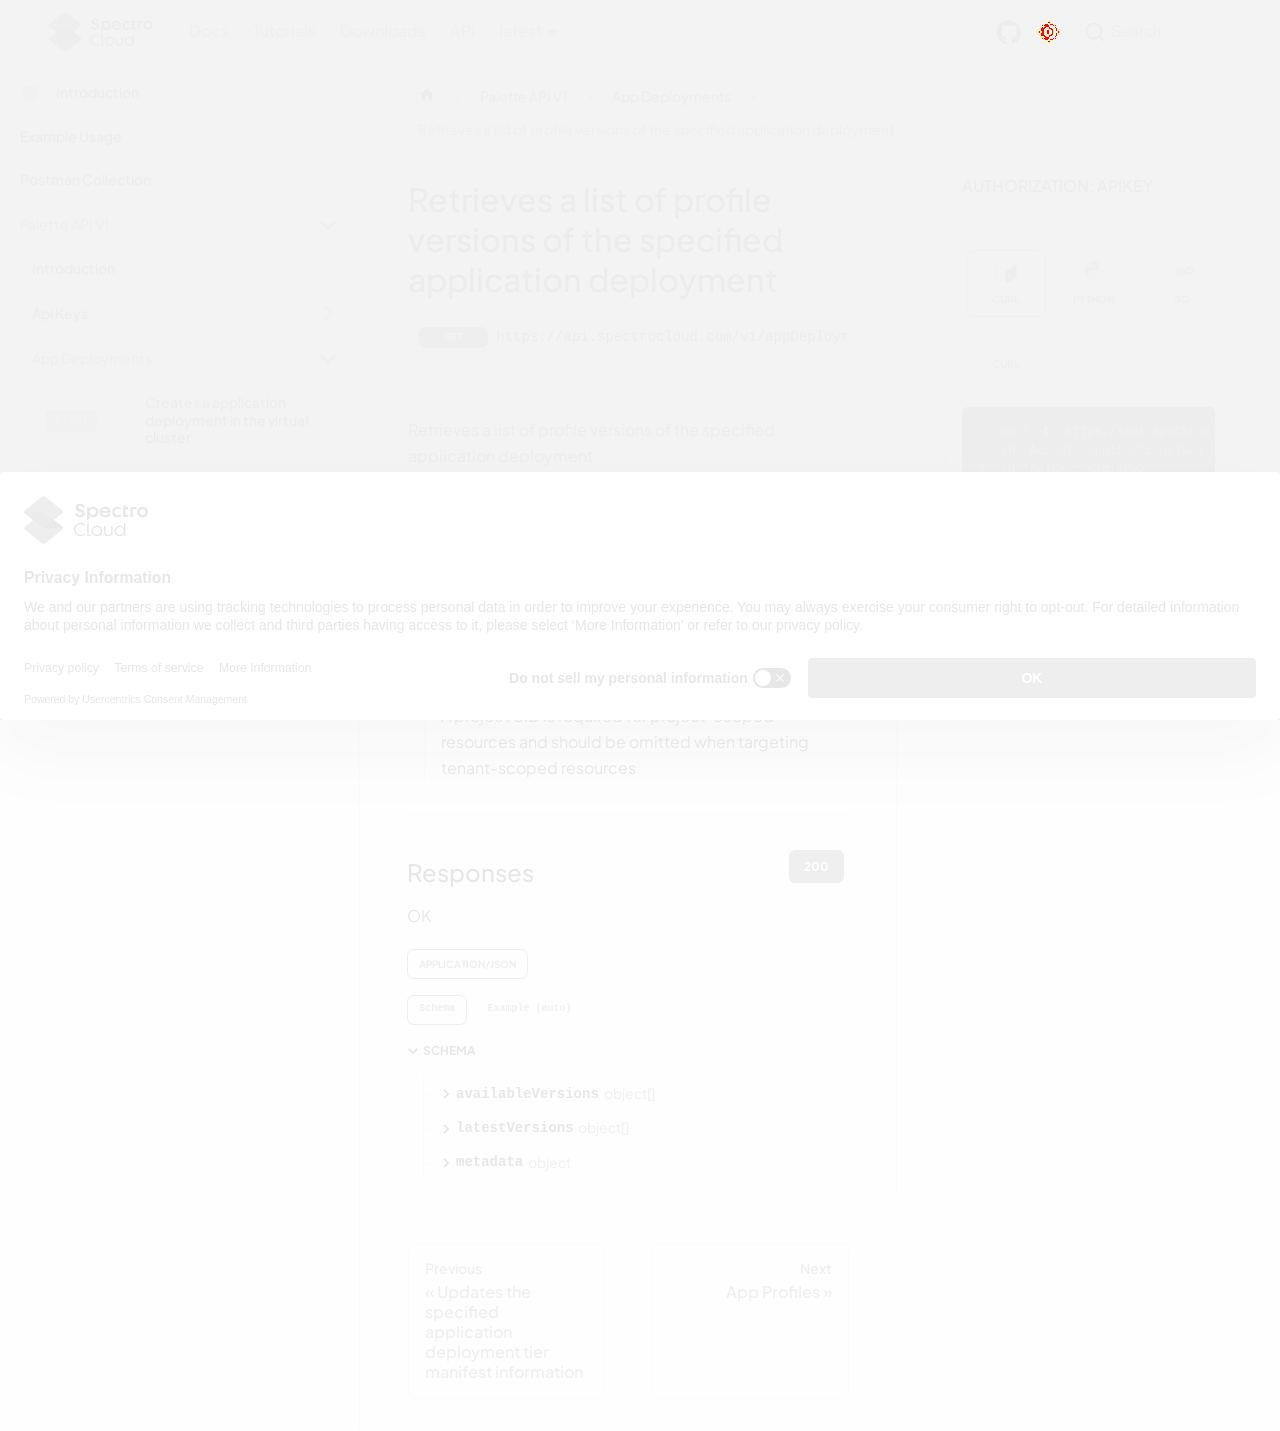 Spectro Cloud
Docs Tutorials Downloads API latest
Search
Introduction
Example Usage
Postman Collection
Palette API V1
Introduction
Api Keys
App Deployments
Creates a application
deployment in the virtual
cluster
Palette API V1
App Deployments
Retrieves a list of profile versions of the specified application deployment
Retrieves a list of profile
versions of the specified
application deployment
GET https://api.spectrocloud.com/v1/appDeploy
Retrieves a list of profile versions of the specified
application deployment
AUTHORIZATION: APIKEY
CURL PYTHON GO
CURL
Spectro
Cloud
Privacy Information
We and our partners are using tracking technologies to process personal data in order to improve your experience. You may always exercise your consumer right to opt-out. For detailed information
about personal information we collect and third parties having access to it, please select ‘More Information’ or refer to our privacy policy.
Privacy policy Terms of service More Information
Do not sell my personal information
OK
Powered by Usercentrics Consent Management
resources and should be omitted when targeting
tenant-scoped resources
Responses
200
OK
APPLICATION/JSON
Schema Example (auto)
SCHEMA
availableVersions object[]
latestVersions object[]
metadata object
Previous
« Updates the
specified
application
deployment tier
manifest information
Next
App Profiles »